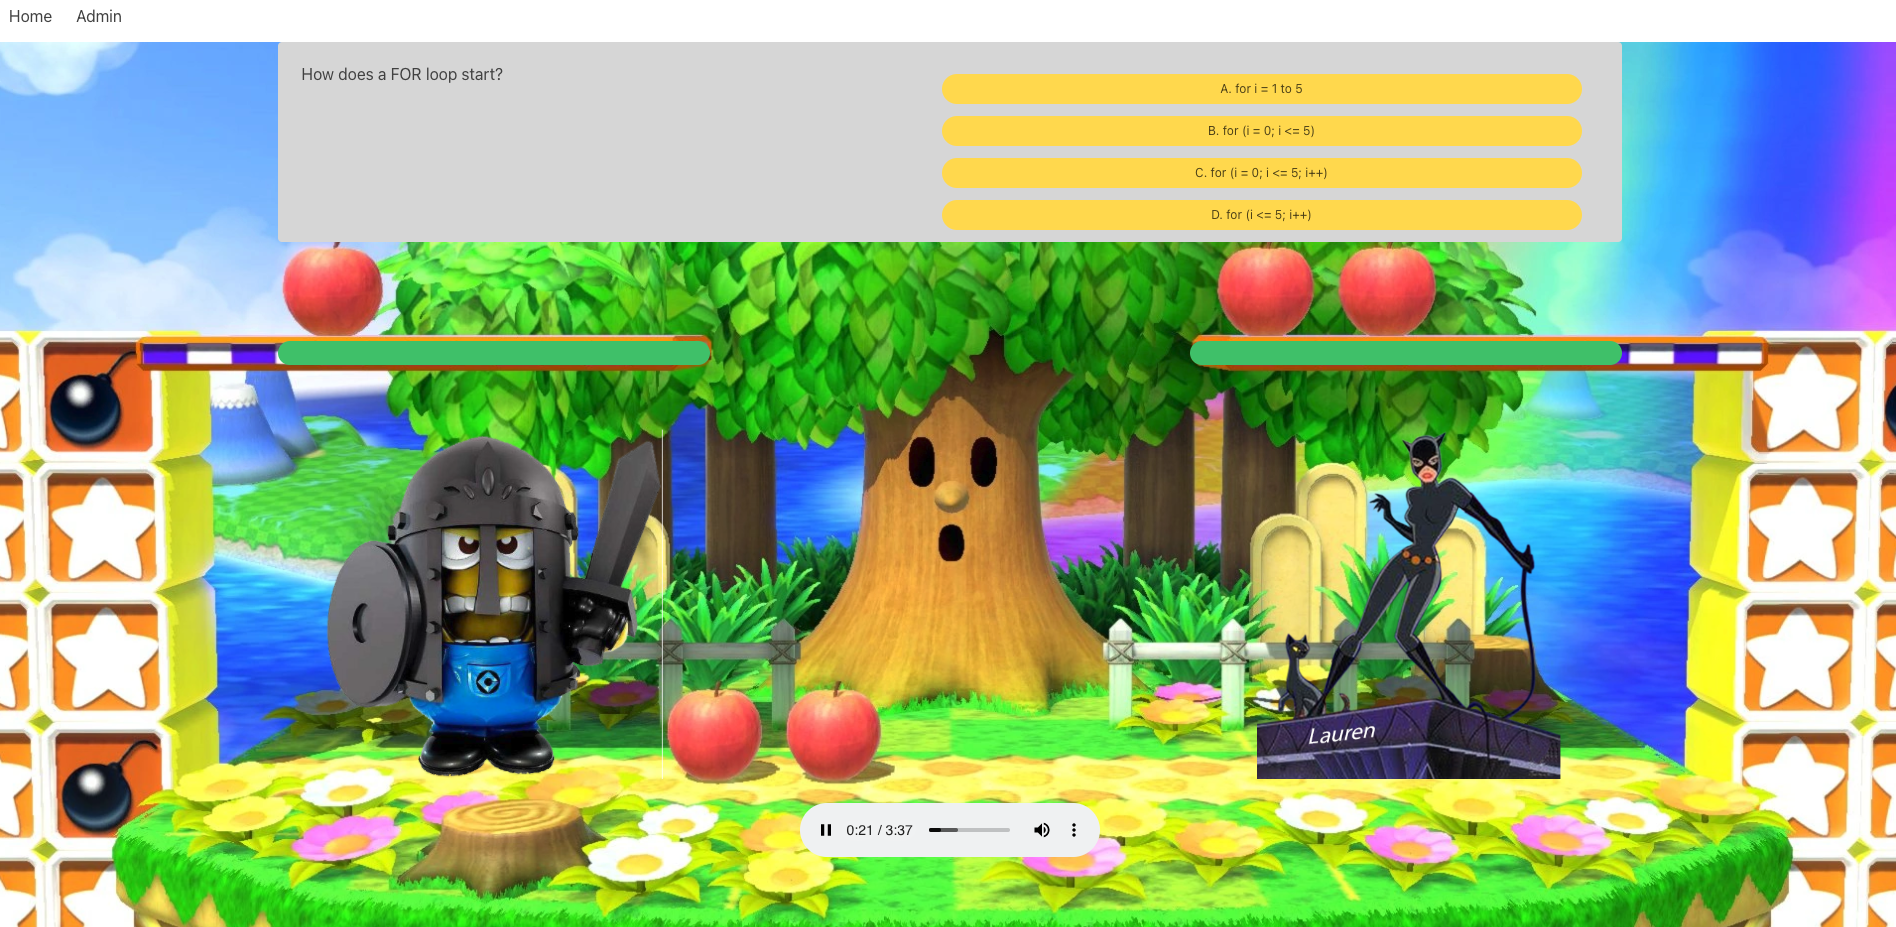 Home Admin
How does a FOR loop start?
A. for i = 1 to 5
B. for (i = 0; i <= 5)
C. for (i = 0; i <= 5; i++)
D. for (i <= 5; i++)
Lauren
0:21 / 3:37